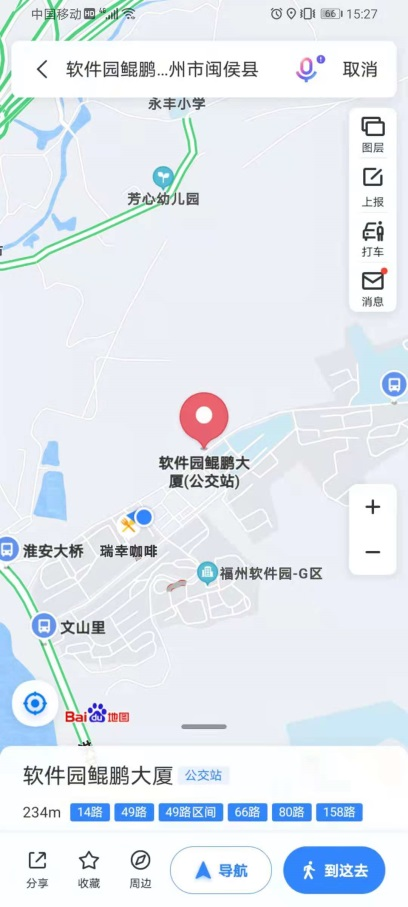 中国移动 HD 15:27
66
软件园鲲鹏...州市闽侯县 取消
永丰小学
图层
上报
打车
消息
芳心幼儿园
软件园鲲鹏大
厦(公交站)
淮安大桥
瑞幸咖啡
福州软件园-G区
文山里
+
−
Bai du 地图
软件园鲲鹏大厦 公交站
234m 14路 49路 49路区间 66路 80路 158路
分享 收藏 周边 导航 到这去